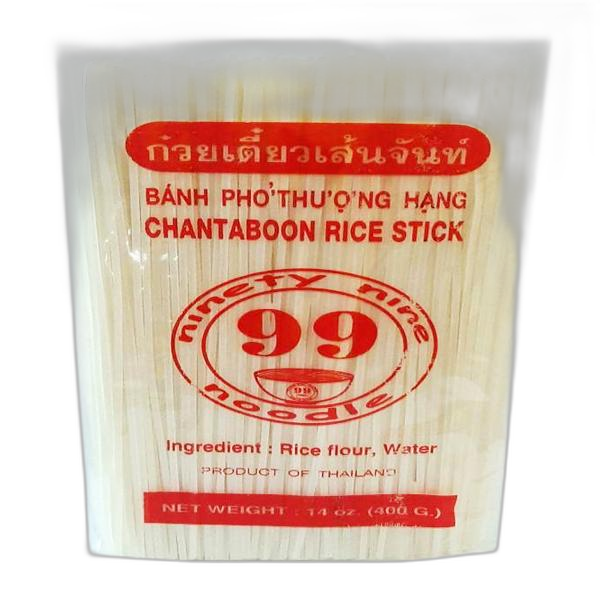 ก๋วยเตี๋ยวเส้นจันท์
BÁNH PHỞ THƯỢNG HẠNG
CHANTABOON RICE STICK
ninety nine
99
99
noodle
Ingredient : Rice flour, Water
PRODUCT OF THAILAND
NET WEIGHT : 14 oz. (400 G.)